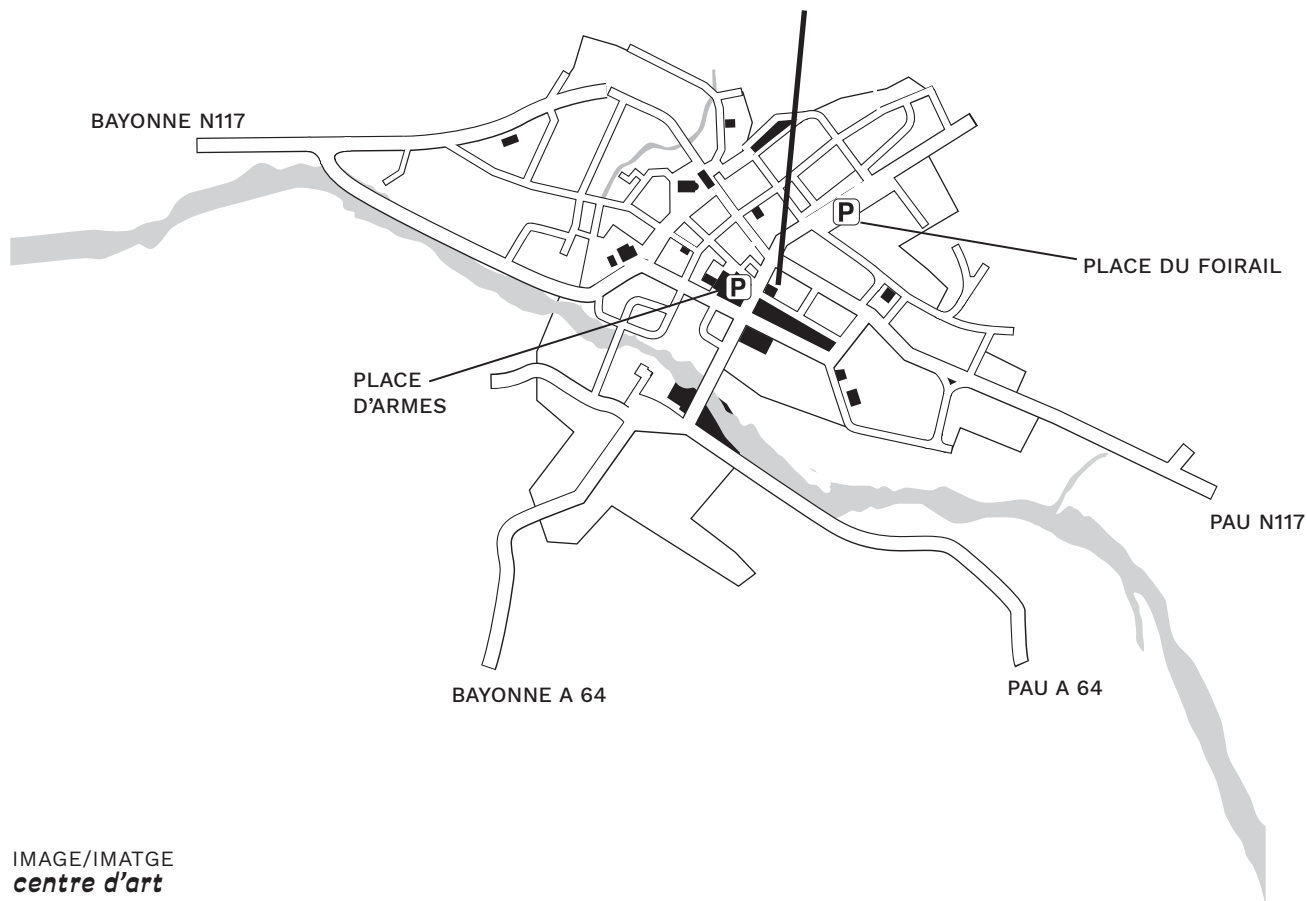 BAYONNE N117
P
PLACE DU FOIRAIL
P
PLACE
D'ARMES
PAU N117
BAYONNE A 64
PAU A 64
IMAGE/IMATGE
centre d'art